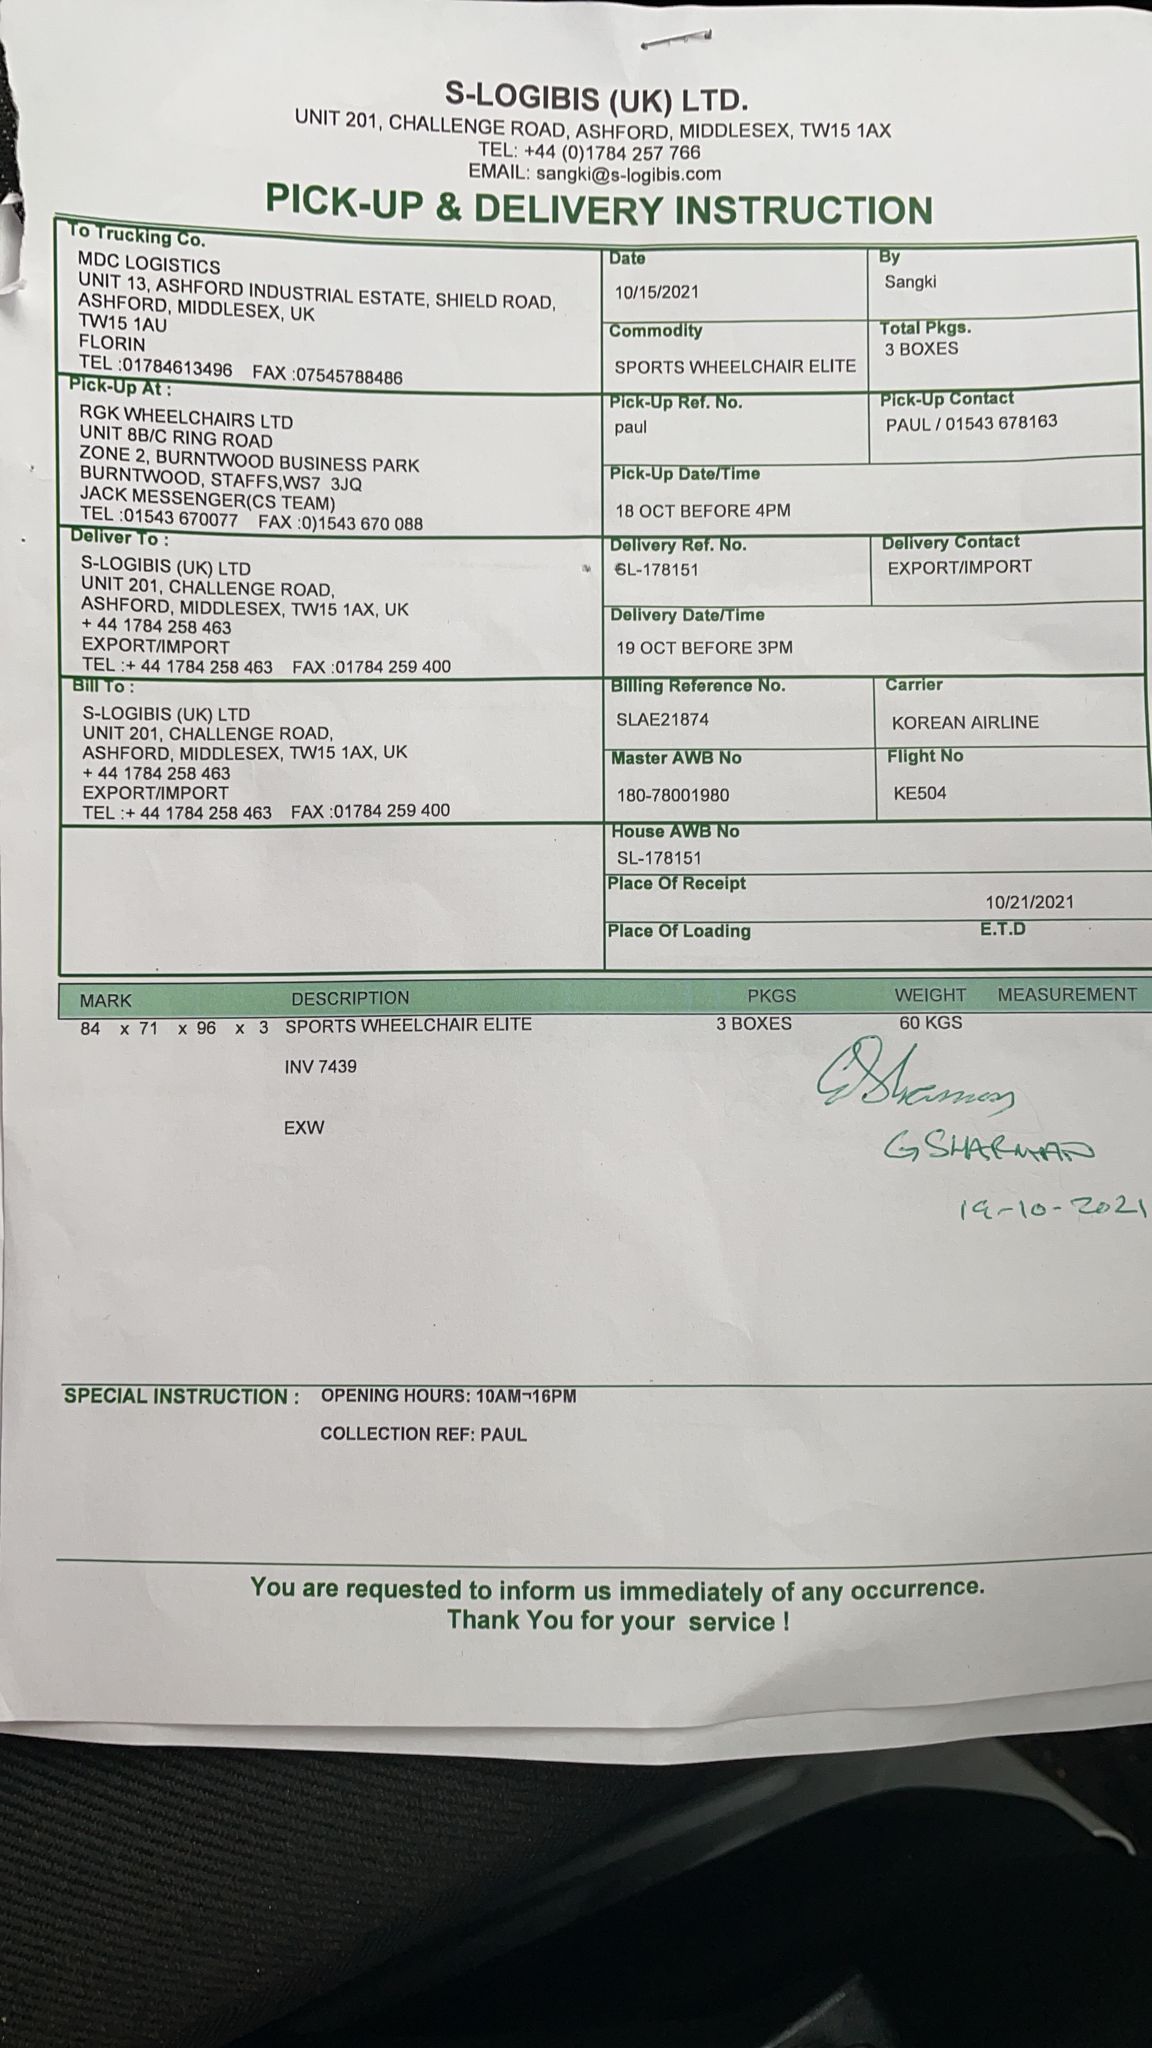 S-LOGIBIS (UK) LTD.
UNIT 201, CHALLENGE ROAD, ASHFORD, MIDDLESEX, TW15 1AX
TEL: +44 (0)1784 257 766
EMAIL: sangki@s-logibis.com
PICK-UP & DELIVERY INSTRUCTION
To Trucking Co.
MDC LOGISTICS
UNIT 13, ASHFORD INDUSTRIAL ESTATE, SHIELD ROAD,
ASHFORD, MIDDLESEX, UK
TW15 1AU
FLORIN
TEL :01784613496 FAX :07545788486
Date
10/15/2021
By
Sangki
Commodity
SPORTS WHEELCHAIR ELITE
Total Pkgs.
3 BOXES
Pick-Up At :
RGK WHEELCHAIRS LTD
UNIT 8B/C RING ROAD
ZONE 2, BURNTWOOD BUSINESS PARK
BURNTWOOD, STAFFS,WS7 3JQ
JACK MESSENGER(CS TEAM)
TEL :01543 670077 FAX :0)1543 670 088
Pick-Up Ref. No.
paul
Pick-Up Contact
PAUL / 01543 678163
Pick-Up Date/Time
18 OCT BEFORE 4PM
Deliver To :
S-LOGIBIS (UK) LTD
UNIT 201, CHALLENGE ROAD,
ASHFORD, MIDDLESEX, TW15 1AX, UK
+ 44 1784 258 463
EXPORT/IMPORT
TEL :+ 44 1784 258 463 FAX :01784 259 400
Delivery Ref. No.
SL-178151
Delivery Contact
EXPORT/IMPORT
Delivery Date/Time
19 OCT BEFORE 3PM
Bill To :
S-LOGIBIS (UK) LTD
UNIT 201, CHALLENGE ROAD,
ASHFORD, MIDDLESEX, TW15 1AX, UK
+ 44 1784 258 463
EXPORT/IMPORT
TEL :+ 44 1784 258 463 FAX :01784 259 400
Billing Reference No.
SLAE21874
Carrier
KOREAN AIRLINE
Master AWB No
180-78001980
Flight No
KE504
House AWB No
SL-178151
Place Of Receipt
10/21/2021
Place Of Loading E.T.D
MARK DESCRIPTION PKGS WEIGHT MEASUREMENT
84 x 71 x 96 x 3 SPORTS WHEELCHAIR ELITE 3 BOXES 60 KGS
INV 7439
EXW
G Sharman
G SHARMAN
19-10-2021
SPECIAL INSTRUCTION : OPENING HOURS: 10AM¬16PM
COLLECTION REF: PAUL
You are requested to inform us immediately of any occurrence.
Thank You for your service !